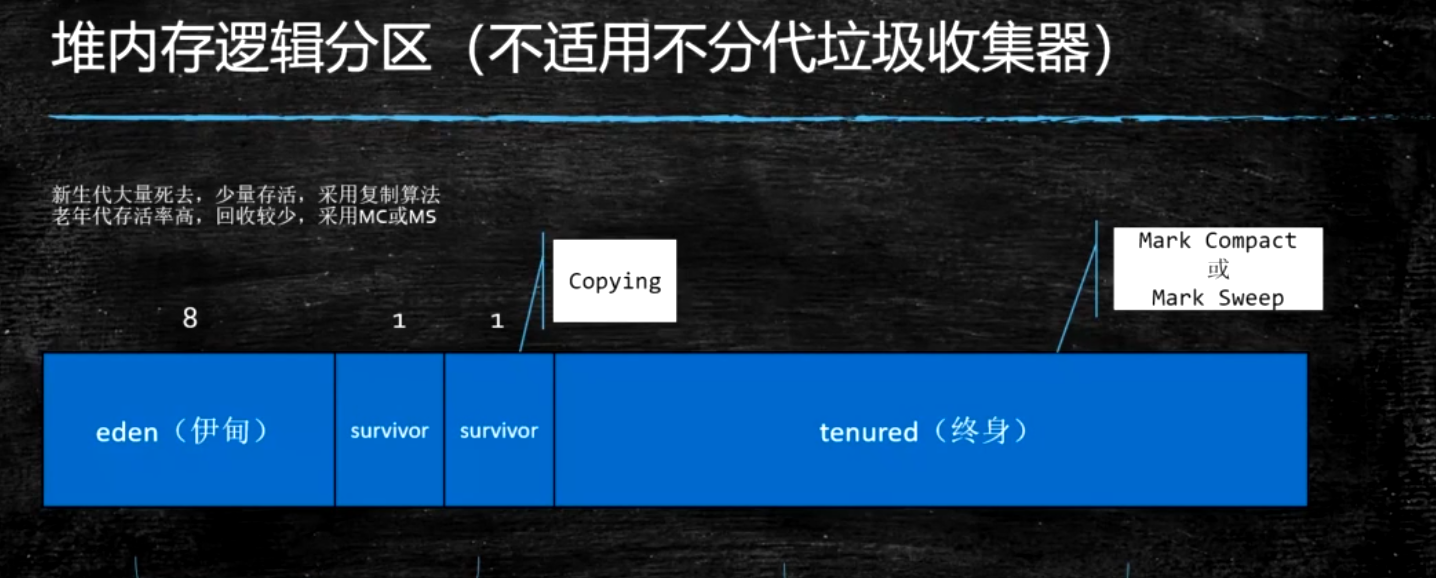 堆内存逻辑分区（不适用不分代垃圾收集器）
新生代大量死去，少量存活，采用复制算法
老年代存活率高，回收较少，采用MC或MS
Copying
Mark Compact
或
Mark Sweep
8
1
1
eden（伊甸）
survivor
survivor
tenured（终身）